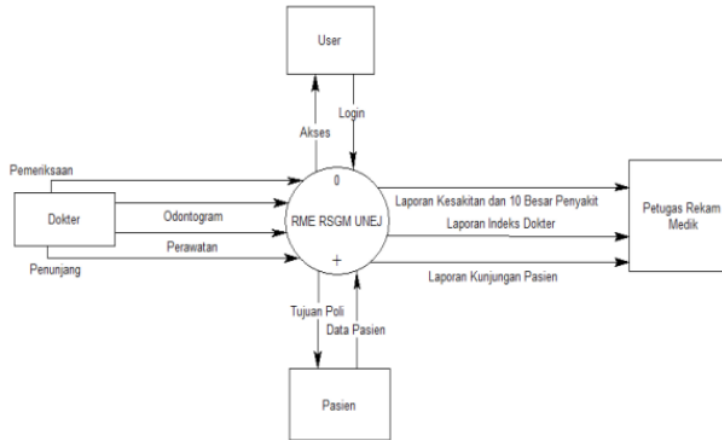 User
Akses
Login
Pemeriksaan
Dokter
Odontogram
Perawatan
Penunjang
0
RME RSGM UNEJ
+
Laporan Kesakitan dan 10 Besar Penyakit
Laporan Indeks Dokter
Laporan Kunjungan Pasien
Petugas Rekam
Medik
Tujuan Poli
Data Pasien
Pasien